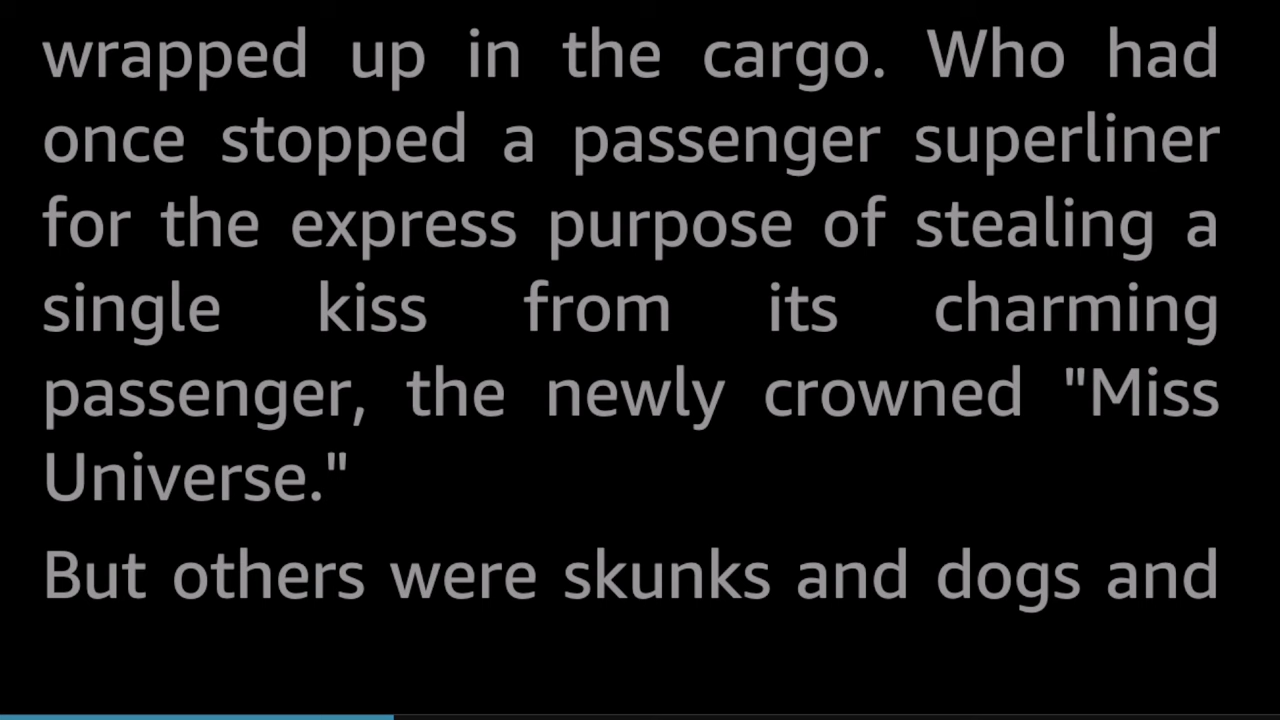 wrapped up in the cargo. Who had
once stopped a passenger superliner
for the express purpose of stealing a
single kiss from its charming
passenger, the newly crowned "Miss
Universe."
But others were skunks and dogs and